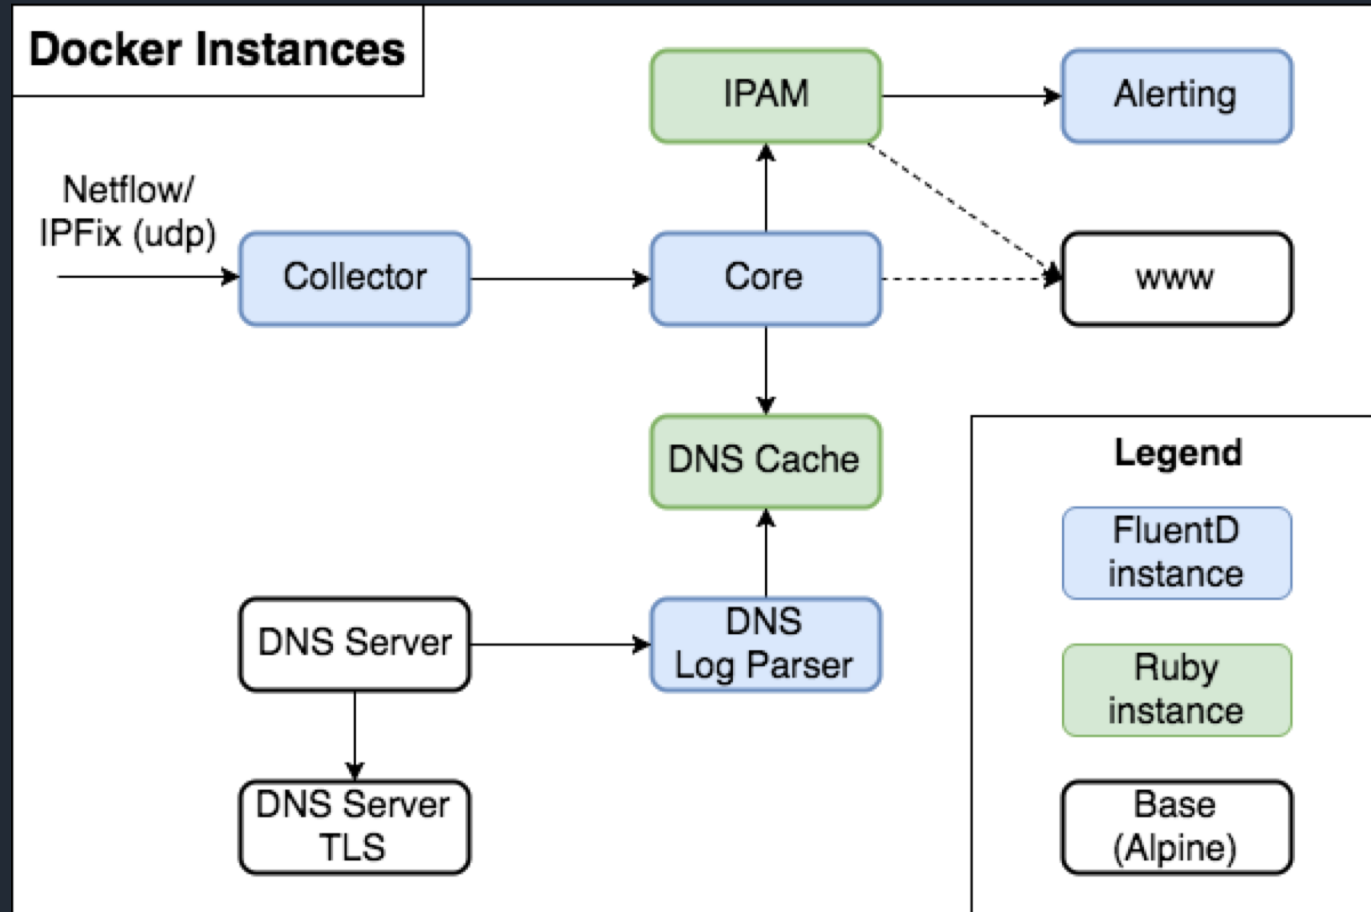 Docker Instances
IPAM
Alerting
Netflow/
IPFix (udp)
Collector
Core
www
DNS Cache
DNS Server
DNS
Log Parser
DNS Server
TLS
Legend
FluentD
instance
Ruby
instance
Base
(Alpine)